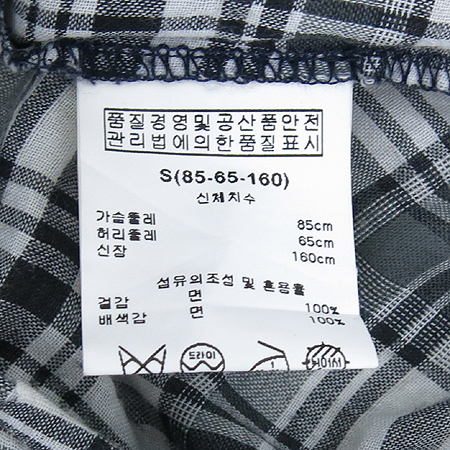 품질경영및공산품안전
관리법에의한품질표시
S(85-65-160)
신체치수
가슴둘레 85cm
허리둘레 65cm
신장 160cm
섬유의조성 및 혼용율
겉감 면 100%
배색감 면 100%
드라이